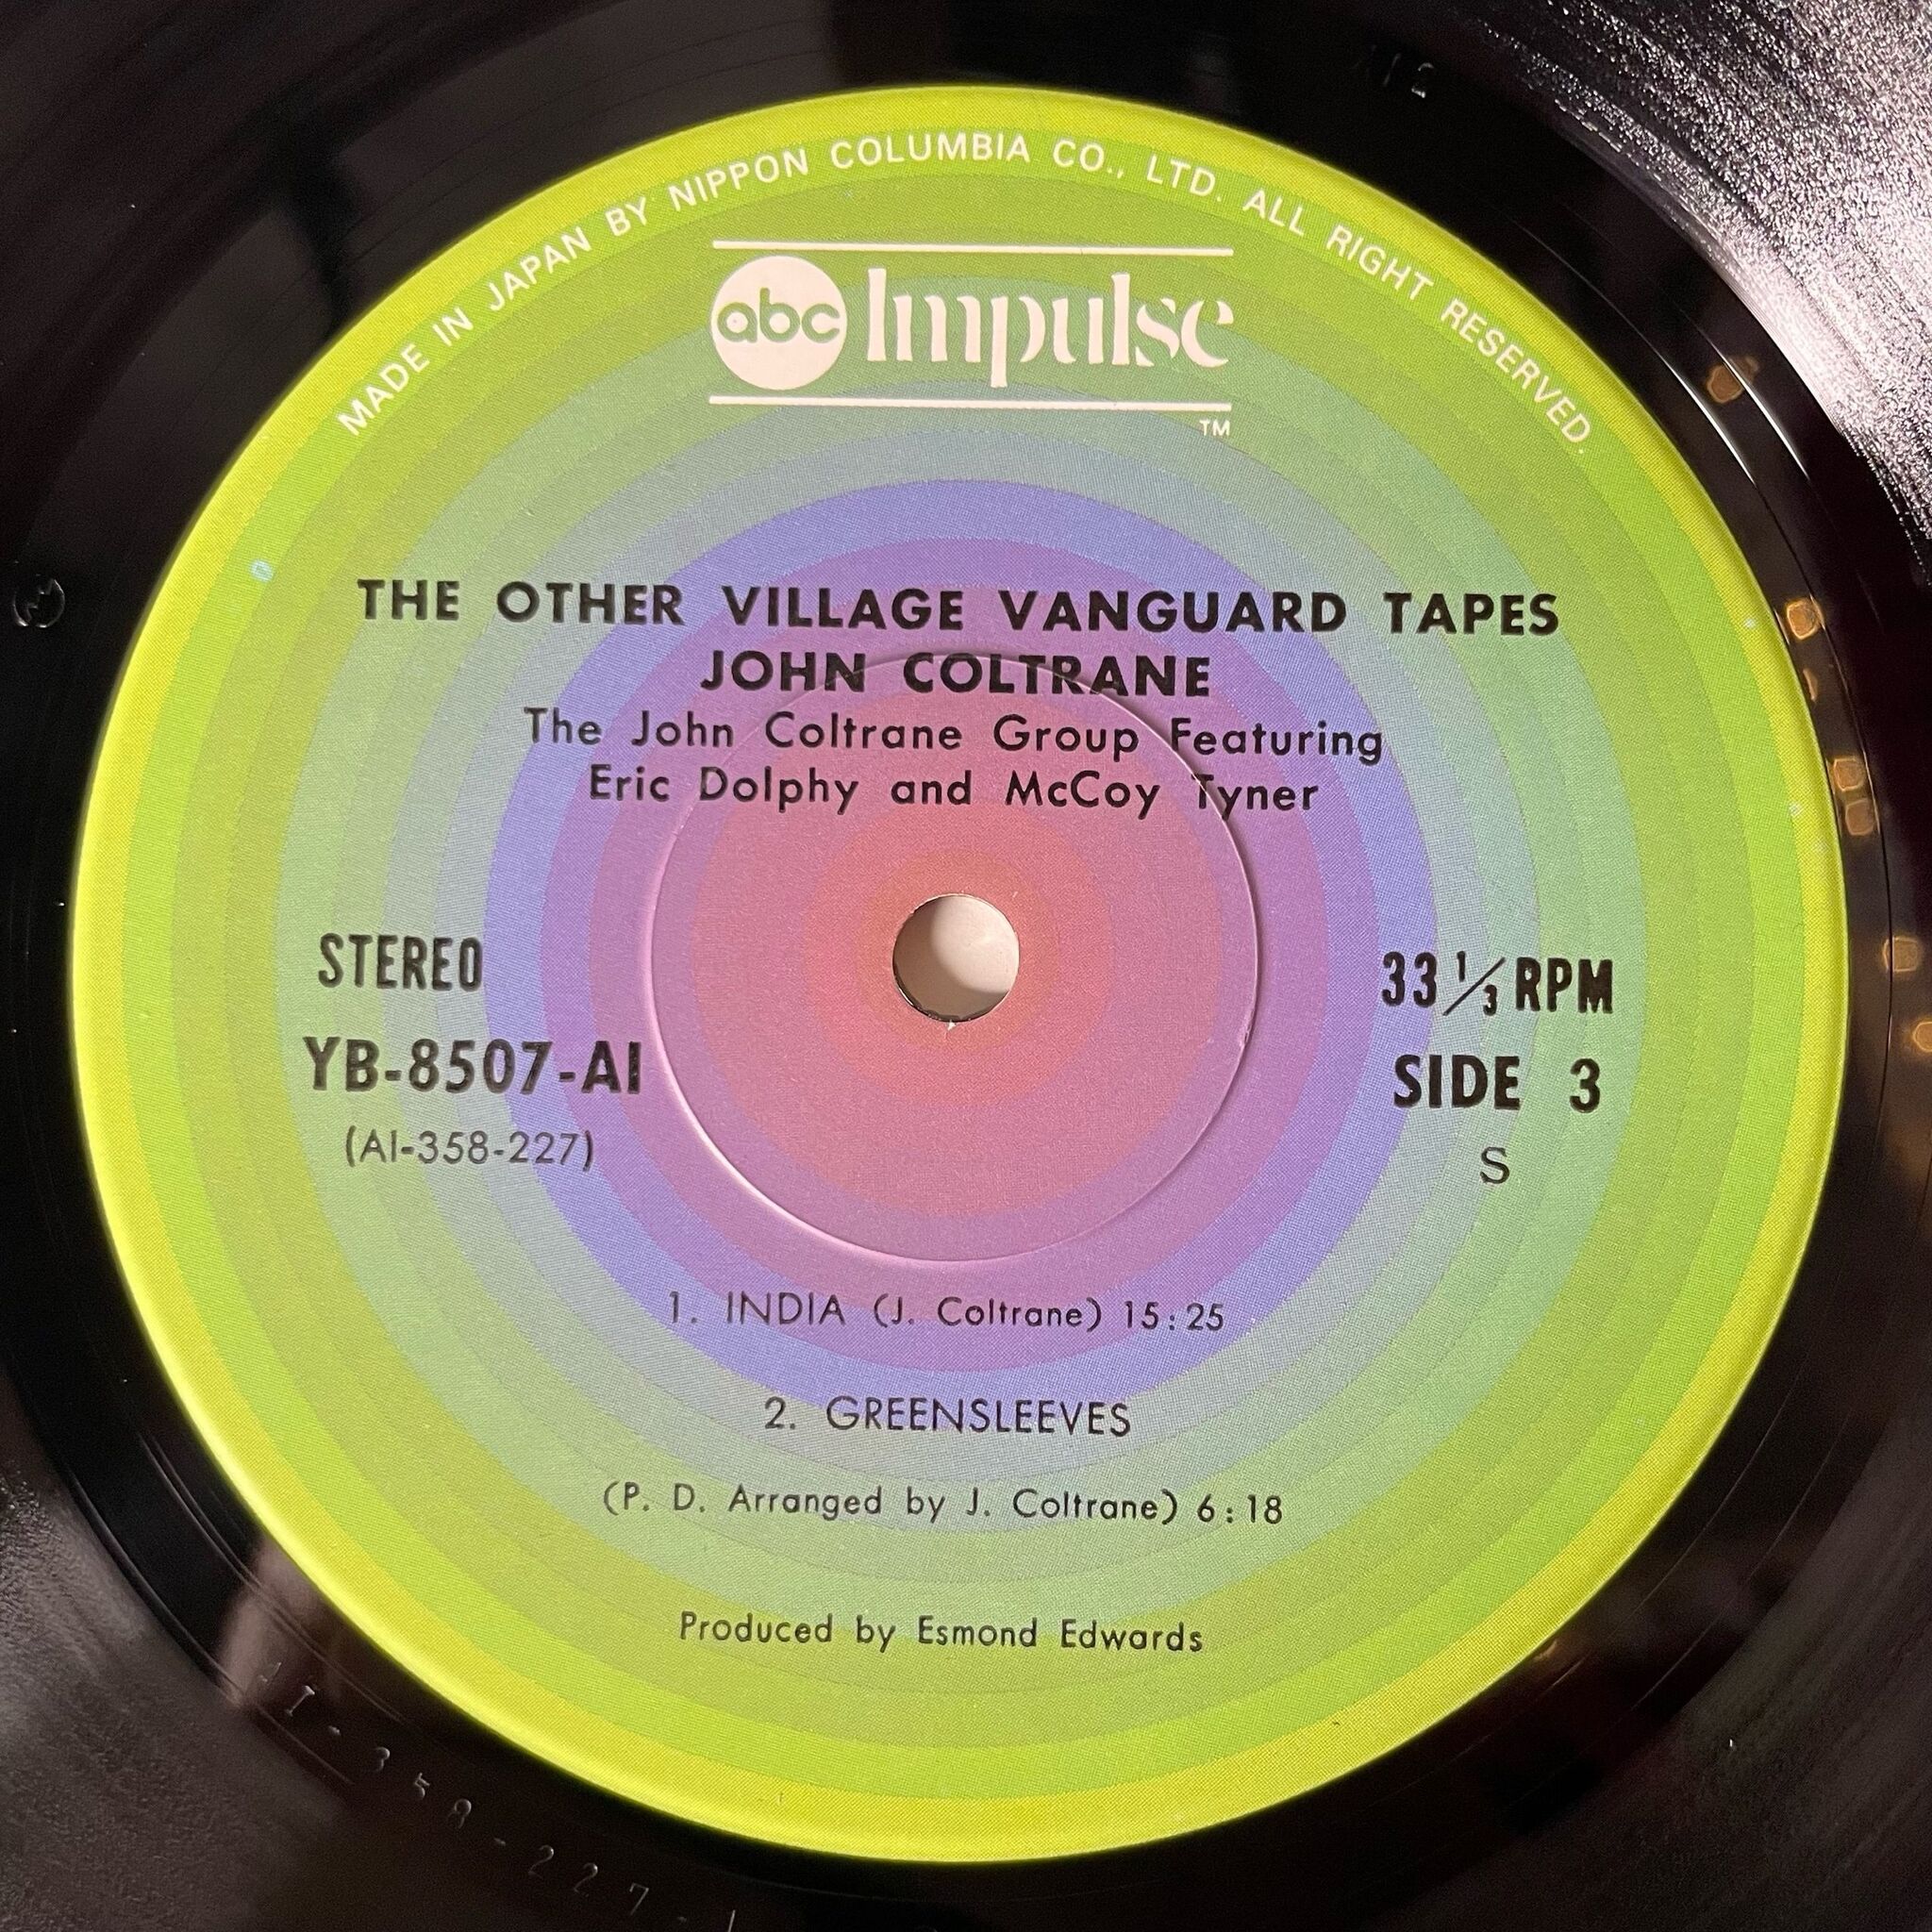 MADE IN JAPAN BY NIPPON COLUMBIA CO., LTD. ALL RIGHT RESERVED.
abc Impulse
TM
THE OTHER VILLAGE VANGUARD TAPES
JOHN COLTRANE
The John Coltrane Group Featuring
Eric Dolphy and McCoy Tyner
STEREO
33 1/3 RPM
YB-8507-AI
SIDE 3
(AI-358-227)
S
1. INDIA (J. Coltrane) 15:25
2. GREENSLEEVES
(P. D. Arranged by J. Coltrane) 6:18
Produced by Esmond Edwards